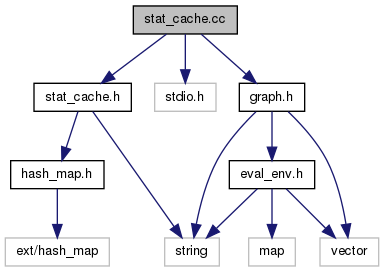 stat_cache.cc
stat_cache.h
stdio.h
graph.h
hash_map.h
eval_env.h
ext/hash_map
string
map
vector